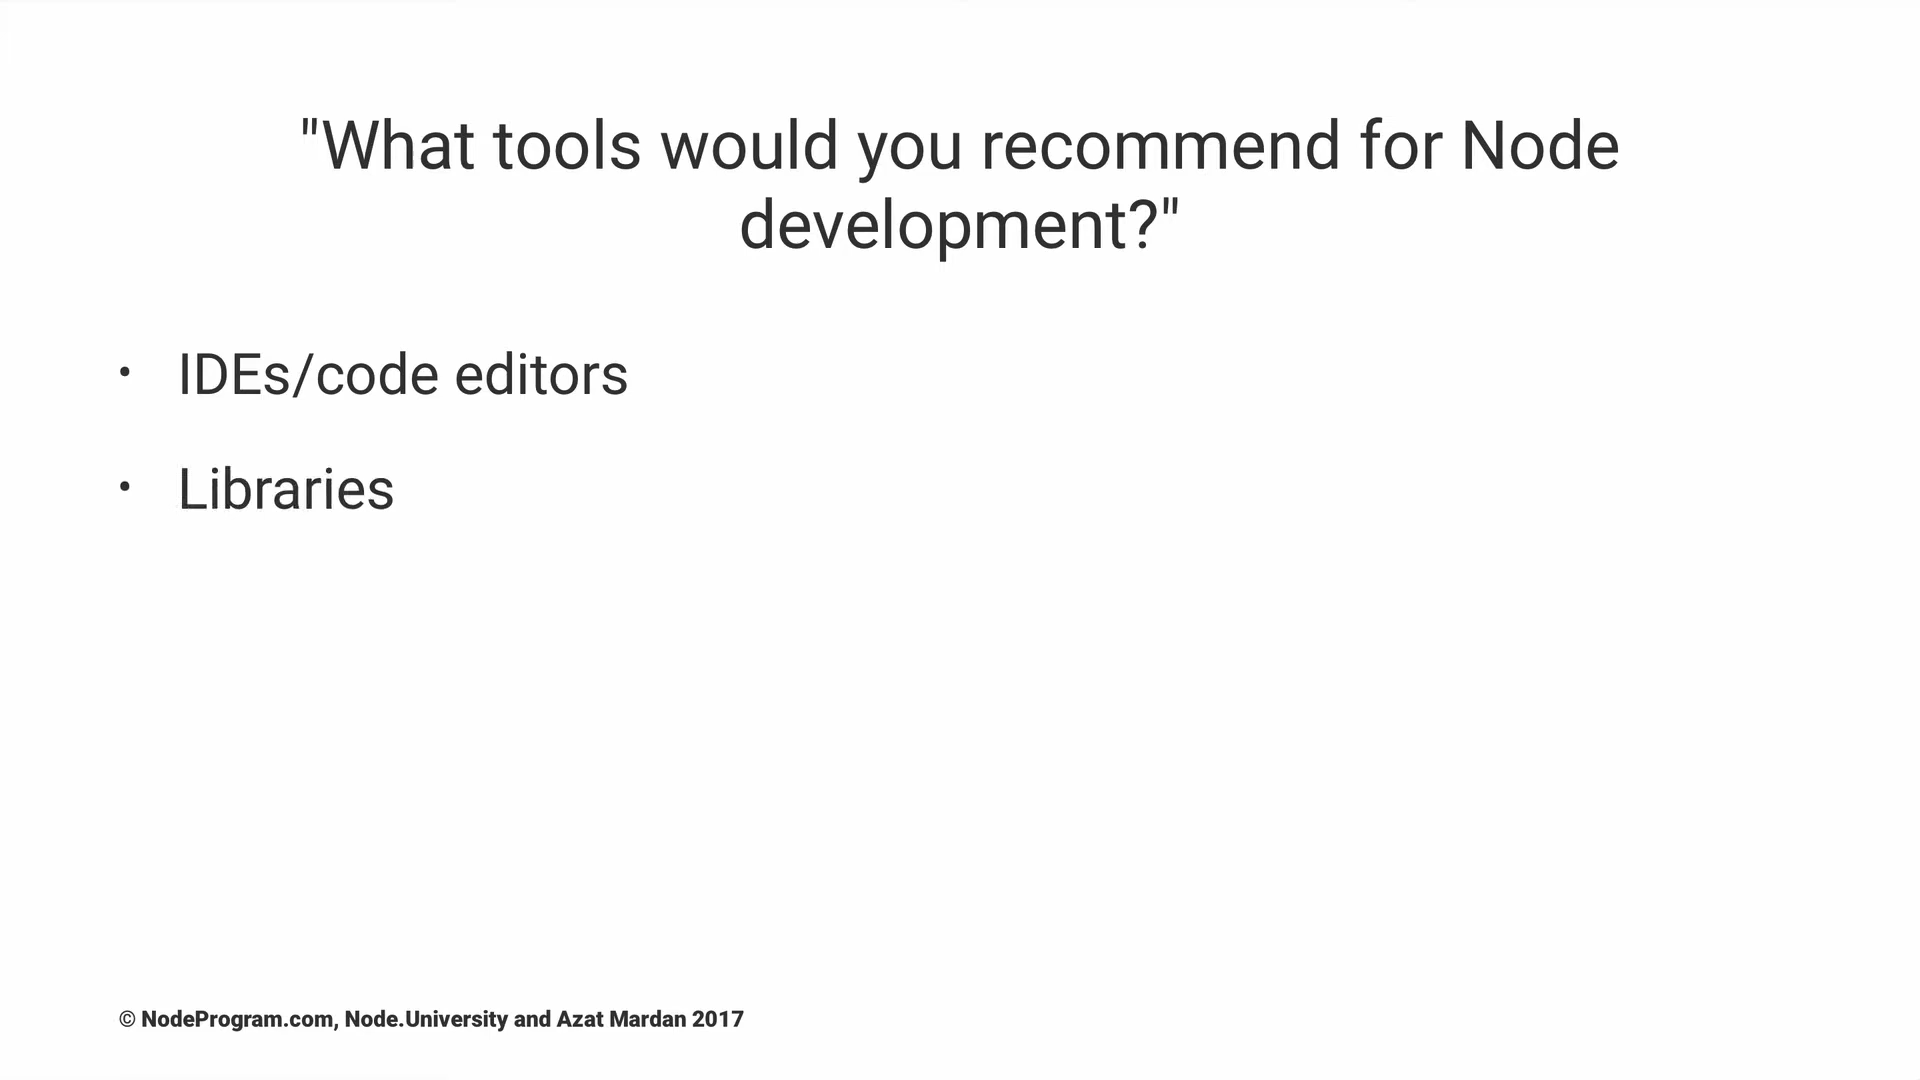 "What tools would you recommend for Node
development?"
• IDEs/code editors
• Libraries
© NodeProgram.com, Node.University and Azat Mardan 2017